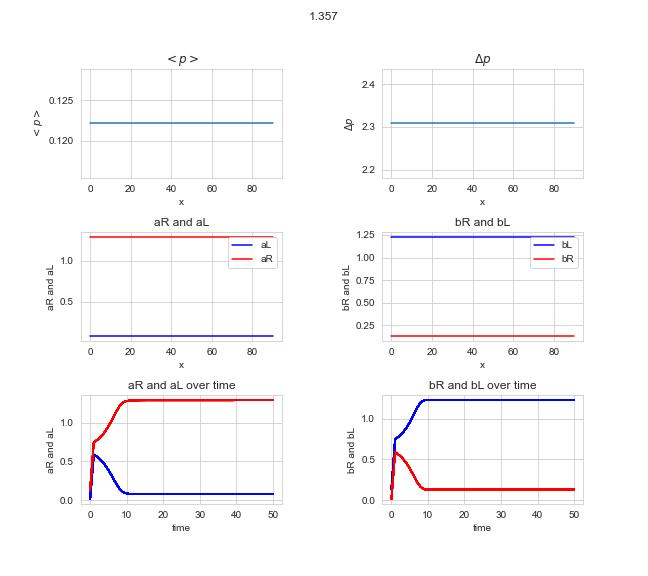 1.357
< p >
Δp
< p >
0.125
0.120
0 20 40 60 80
x
Δp
2.4
2.3
2.2
0 20 40 60 80
x
aR and aL
bR and bL
aR and aL
1.0
0.5
aL
aR
0 20 40 60 80
x
bR and bL
1.25
1.00
0.75
0.50
0.25
bL
bR
0 20 40 60 80
x
aR and aL over time
bR and bL over time
aR and aL
1.0
0.5
0.0
0 10 20 30 40 50
time
bR and bL
1.0
0.5
0.0
0 10 20 30 40 50
time